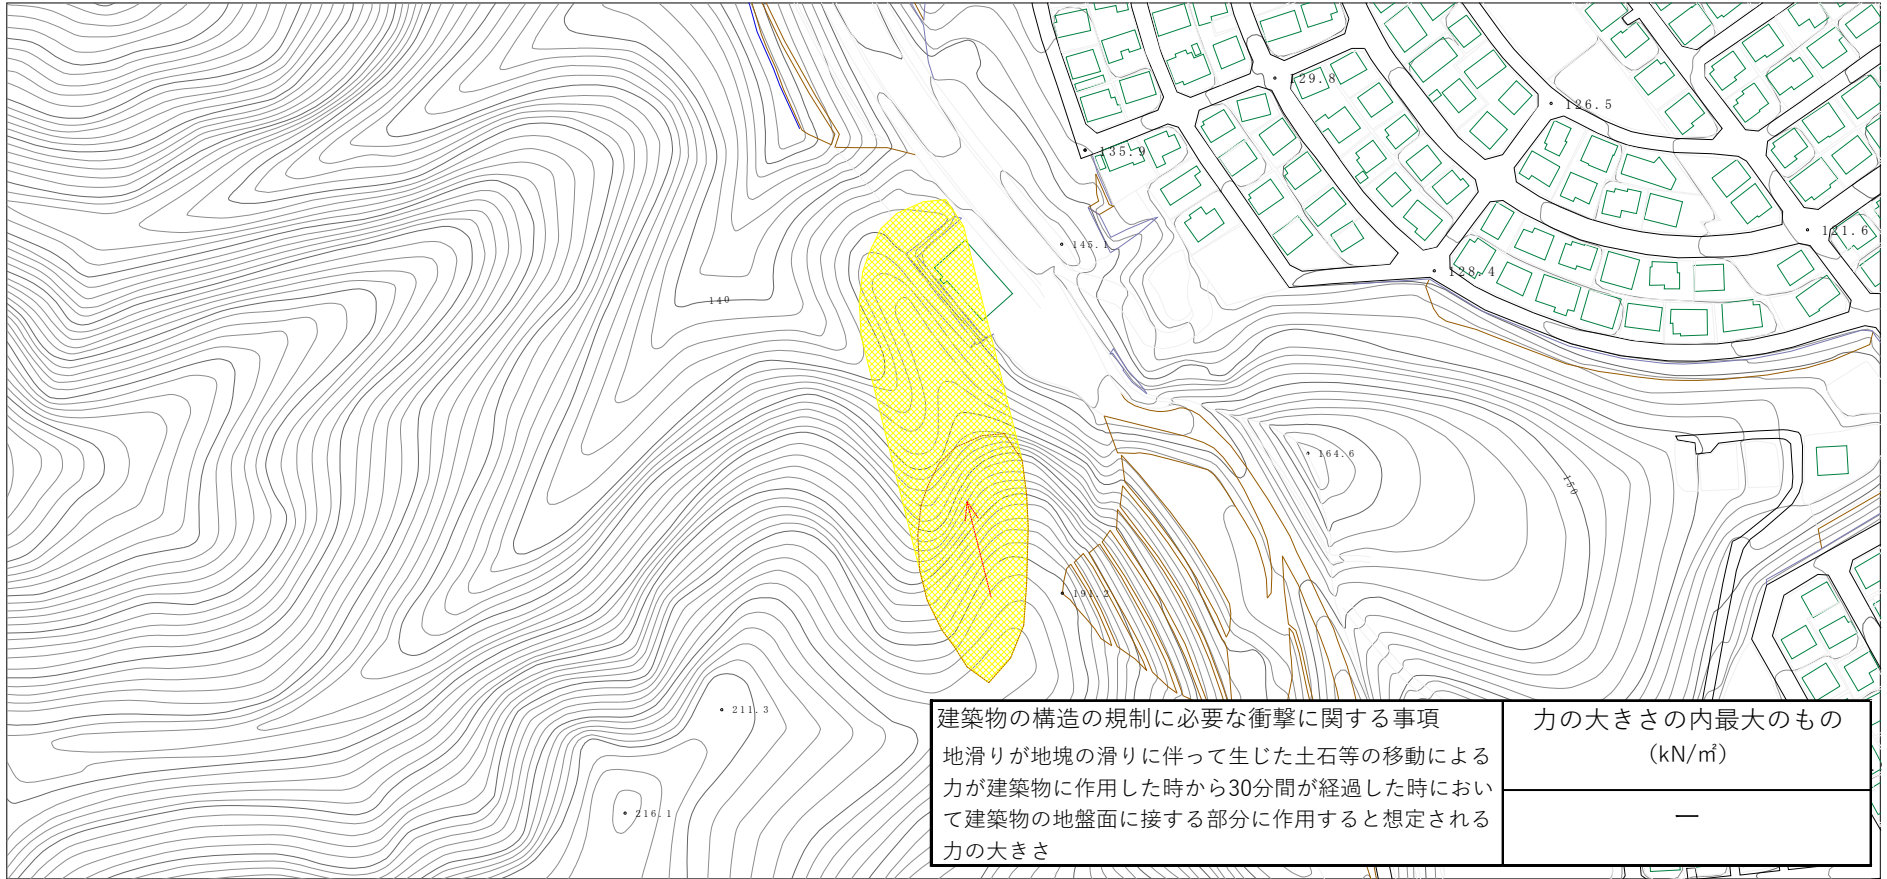 129.8
126.5
135.9
145.1
121.6
128.4
140
164.6
150
191.2
211.3
216.1
建築物の構造の規制に必要な衝撃に関する事項
地滑りが地塊の滑りに伴って生じた土石等の移動による
力が建築物に作用した時から30分間が経過した時におい
て建築物の地盤面に接する部分に作用すると想定される
力の大きさ
力の大きさの内最大のもの
(kN/㎡)
—